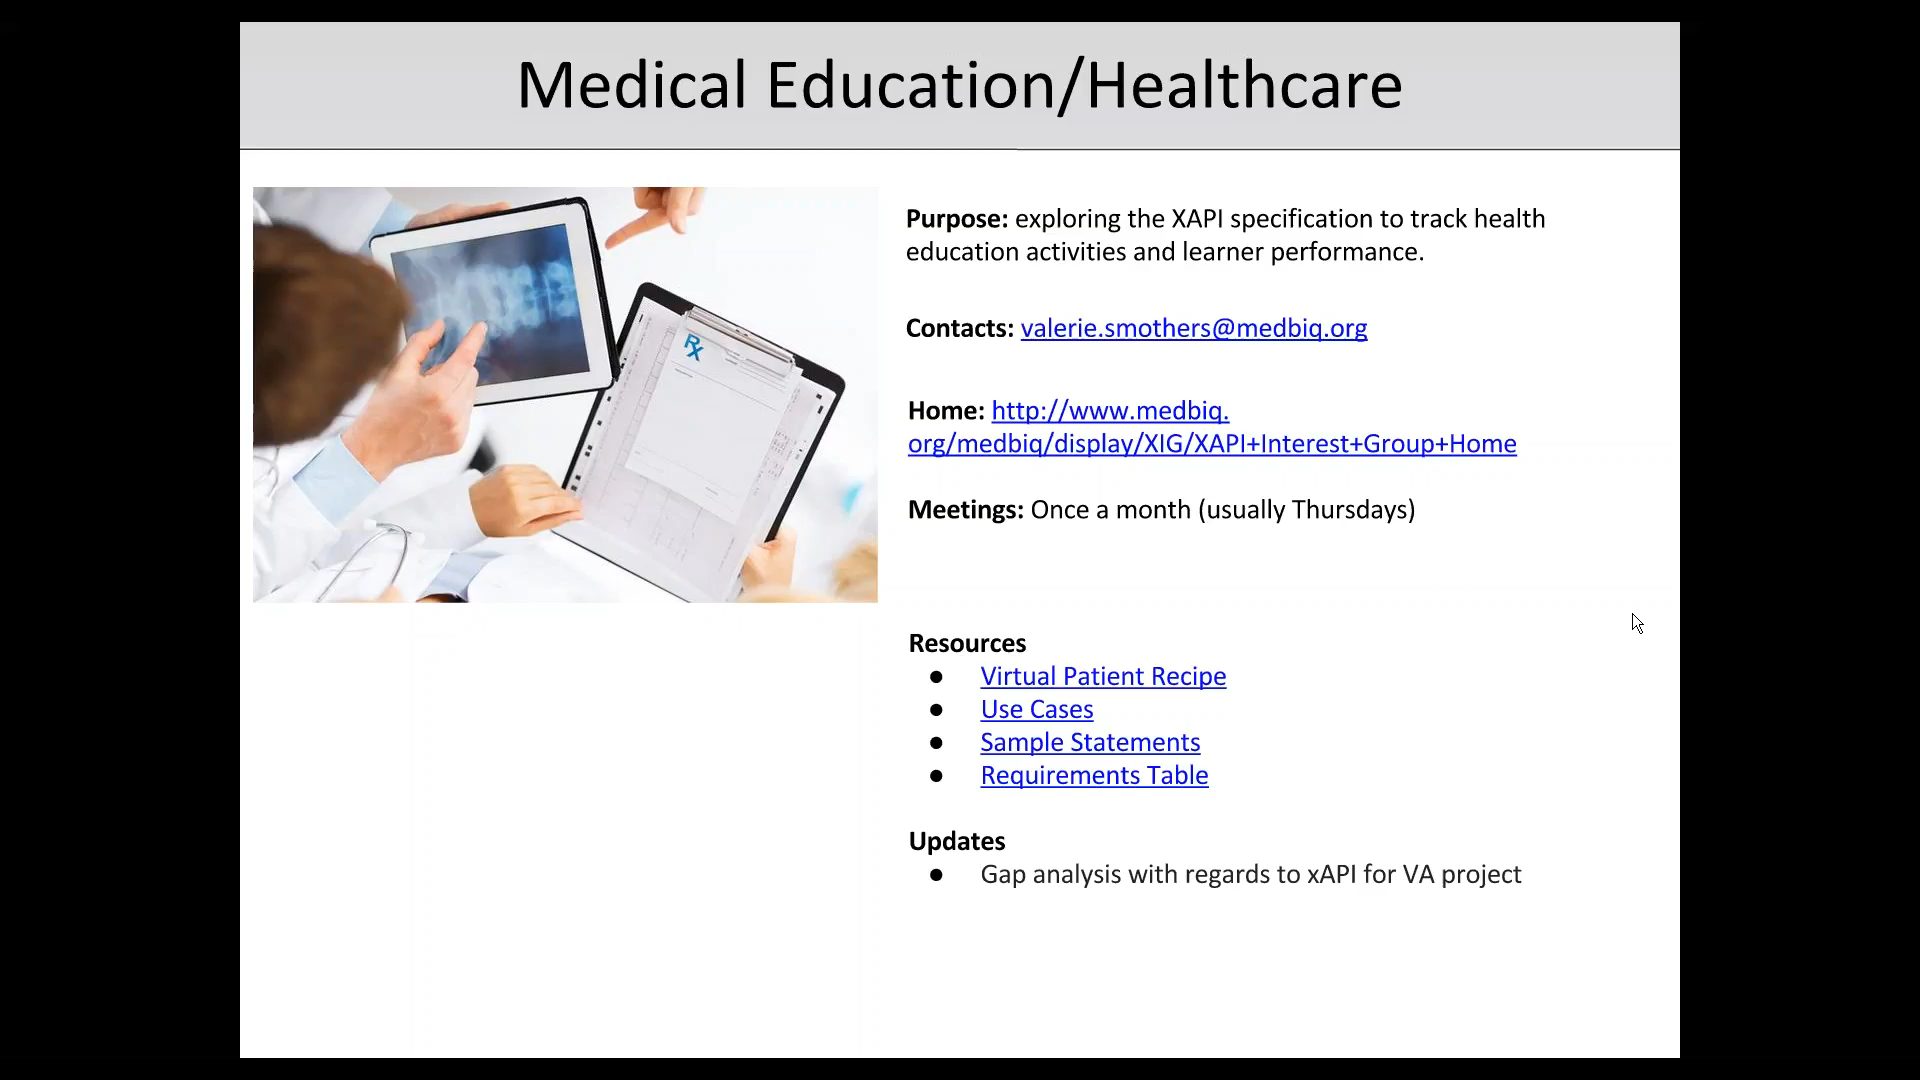 Medical Education/Healthcare
Rx
Purpose: exploring the XAPI specification to track health
education activities and learner performance.
Contacts: valerie.smothers@medbiq.org
Home: http://www.medbiq.
org/medbiq/display/XIG/XAPI+Interest+Group+Home
Meetings: Once a month (usually Thursdays)
Resources
● Virtual Patient Recipe
● Use Cases
● Sample Statements
● Requirements Table
Updates
● Gap analysis with regards to xAPI for VA project